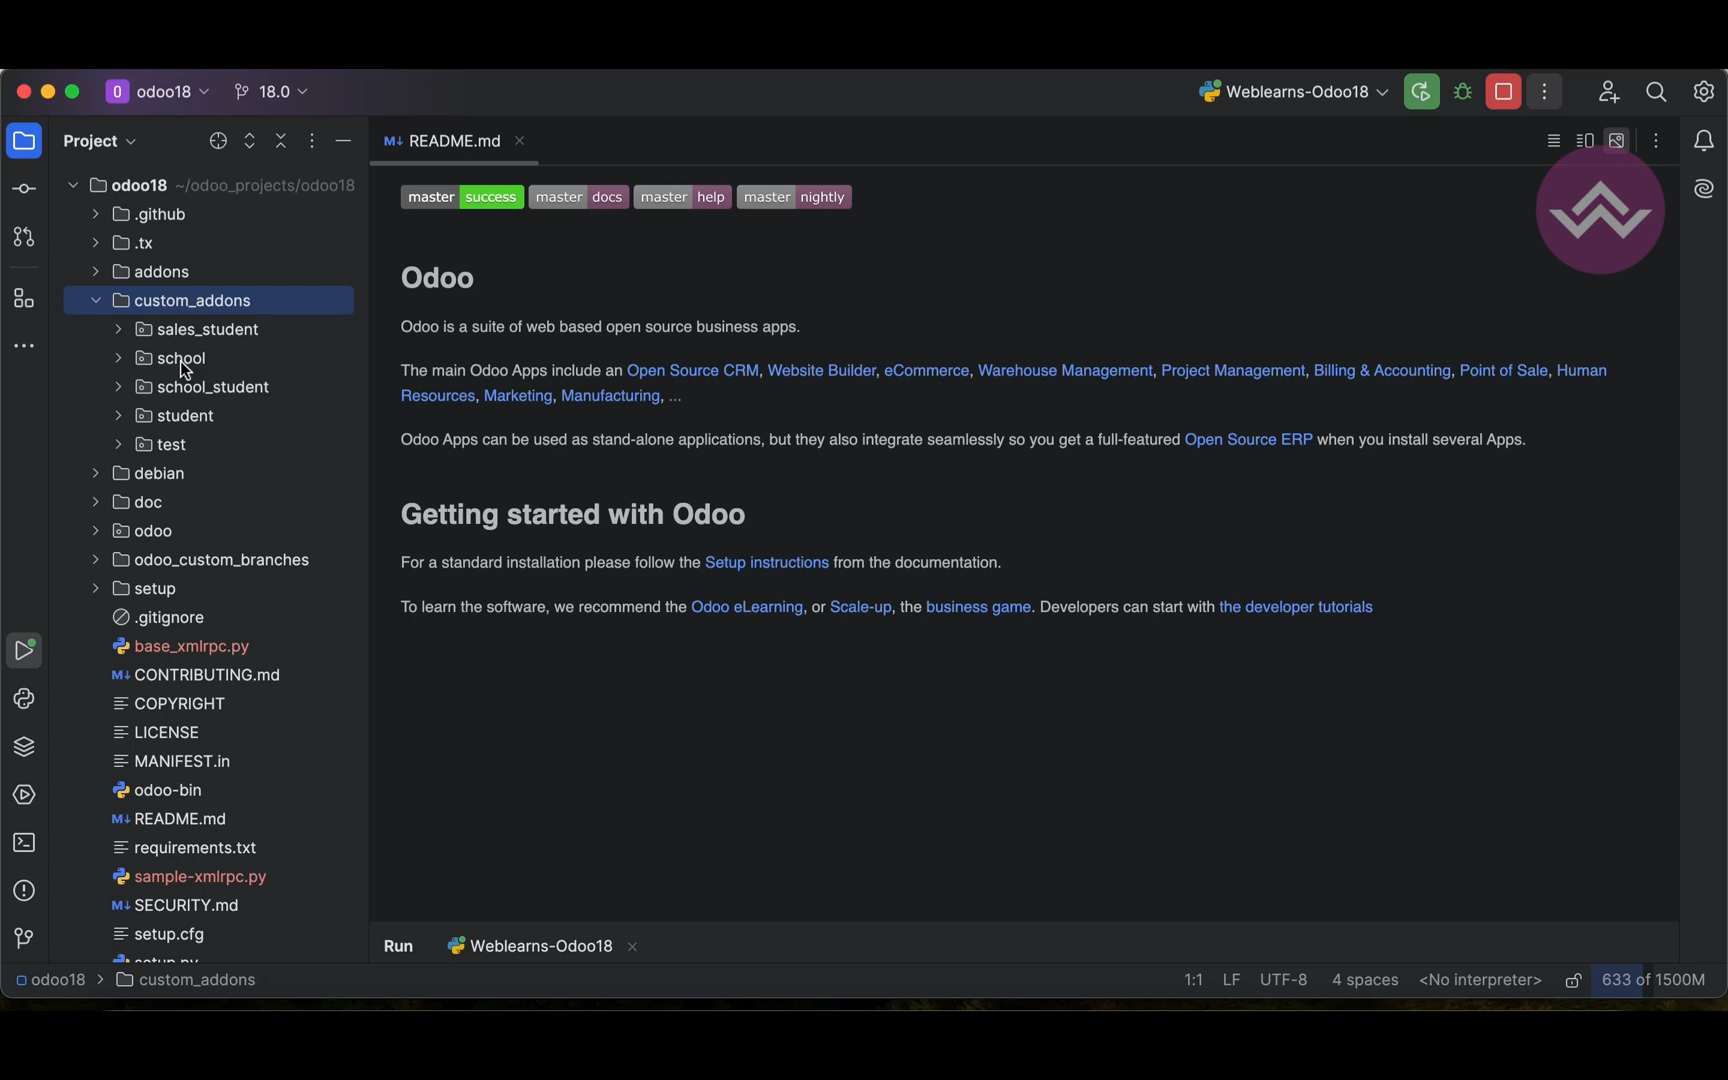 0 odoo18 18.0 Weblearns-Odoo18
Project
M↓ README.md
odoo18 ~/odoo_projects/odoo18
.github
.tx
addons
custom_addons
sales_student
school
school_student
student
test
debian
doc
odoo
odoo_custom_branches
setup
.gitignore
base_xmlrpc.py
M↓ CONTRIBUTING.md
COPYRIGHT
LICENSE
MANIFEST.in
odoo-bin
M↓ README.md
requirements.txt
sample-xmlrpc.py
M↓ SECURITY.md
setup.cfg
setup.py
master success master docs master help master nightly
Odoo
Odoo is a suite of web based open source business apps.
The main Odoo Apps include an Open Source CRM, Website Builder, eCommerce, Warehouse Management, Project Management, Billing & Accounting, Point of Sale, Human
Resources, Marketing, Manufacturing, ...
Odoo Apps can be used as stand-alone applications, but they also integrate seamlessly so you get a full-featured Open Source ERP when you install several Apps.
Getting started with Odoo
For a standard installation please follow the Setup instructions from the documentation.
To learn the software, we recommend the Odoo eLearning, or Scale-up, the business game. Developers can start with the developer tutorials
Run Weblearns-Odoo18
odoo18 > custom_addons
1:1 LF UTF-8 4 spaces <No interpreter> 633 of 1500M